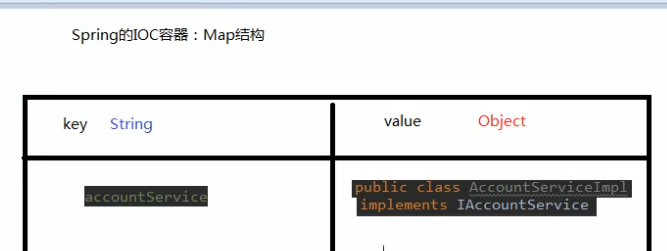 Spring的IOC容器：Map结构
key String value Object
accountService
public class AccountServiceImpl
implements IAccountService